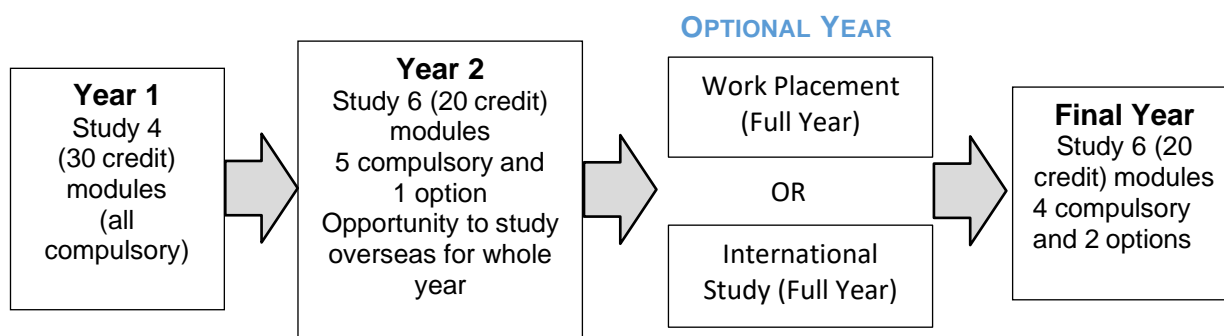 Year 1
Study 4
(30 credit)
modules
(all
compulsory)
Year 2
Study 6 (20 credit)
modules
5 compulsory and
1 option
Opportunity to study
overseas for whole
year
OPTIONAL YEAR
Work Placement
(Full Year)
OR
International
Study (Full Year)
Final Year
Study 6 (20
credit) modules
4 compulsory
and 2 options